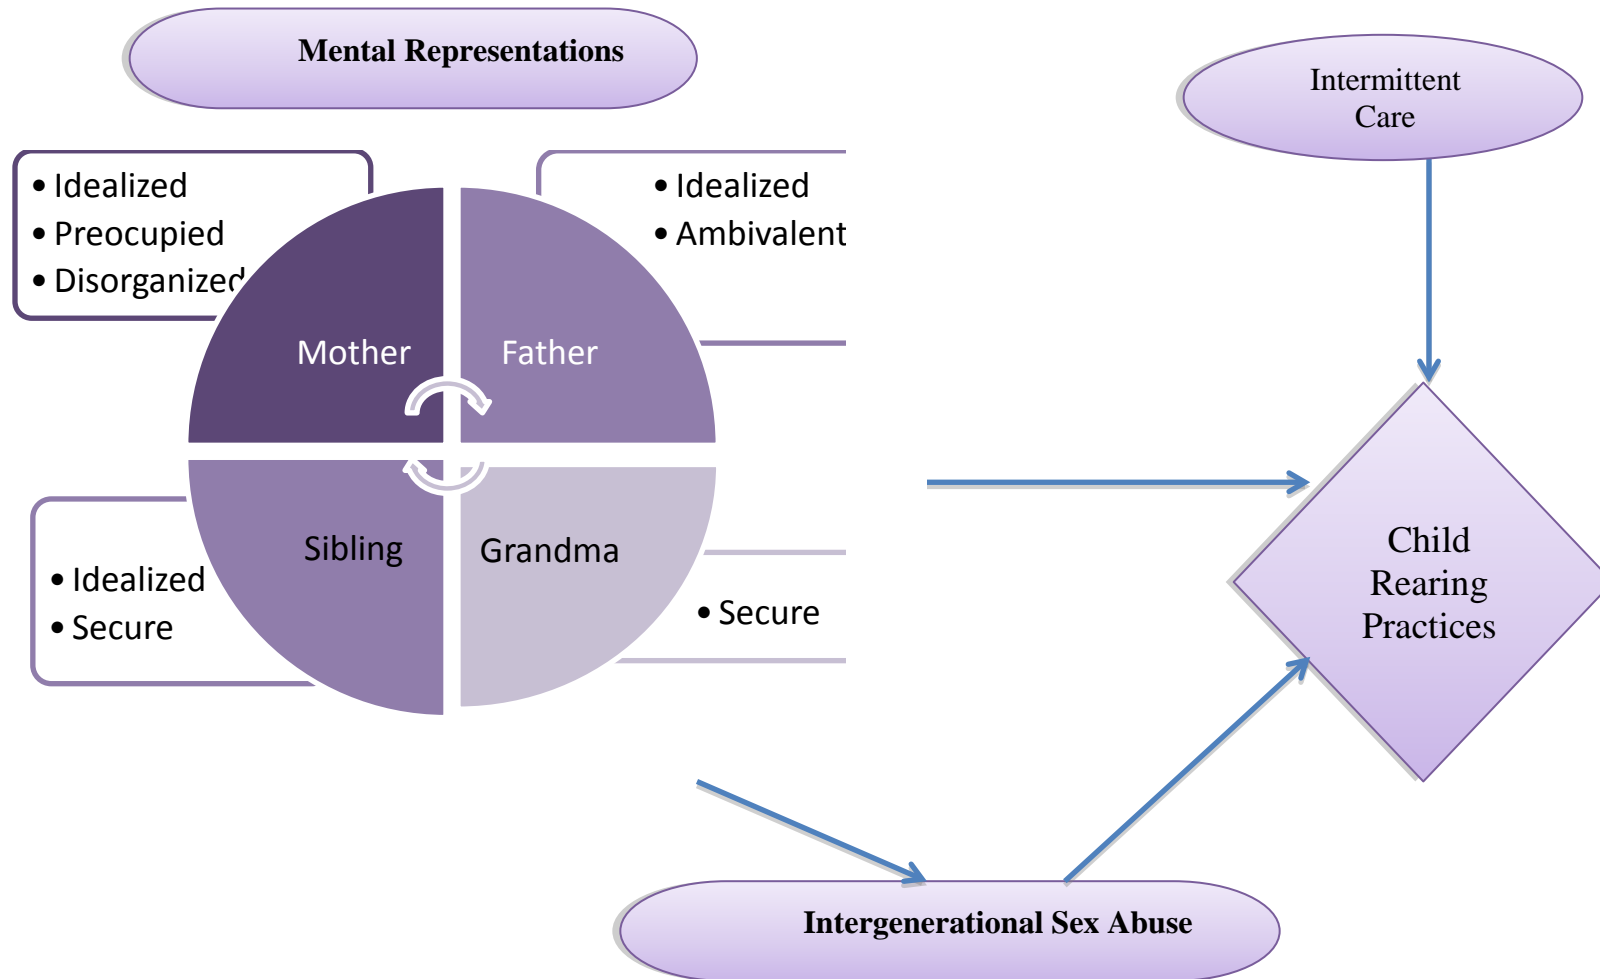 Mental Representations
Intermittent
Care
• Idealized
• Preocupied
• Disorganized
• Idealized
• Ambivalent
Mother
Father
Sibling
Grandma
• Idealized
• Secure
• Secure
Child
Rearing
Practices
Intergenerational Sex Abuse